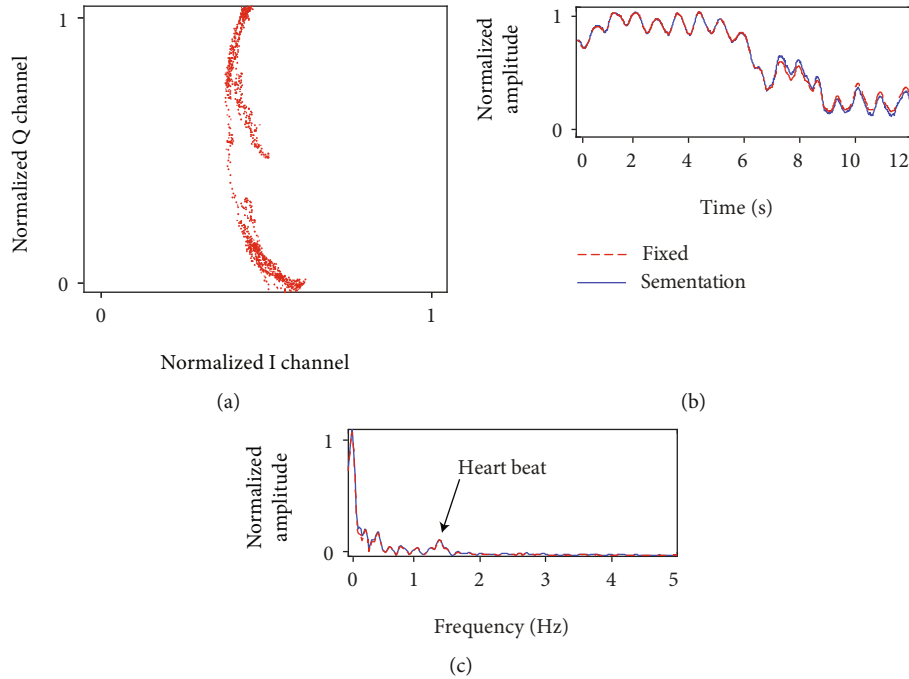 Normalized Q channel
1
0
0
1
Normalized I channel
(a)
Normalized
amplitude
1
0
0
2
4
6
8
10
12
Time (s)
Fixed
Sementation
(b)
Normalized
amplitude
1
0
Heart beat
0
1
2
3
4
5
Frequency (Hz)
(c)